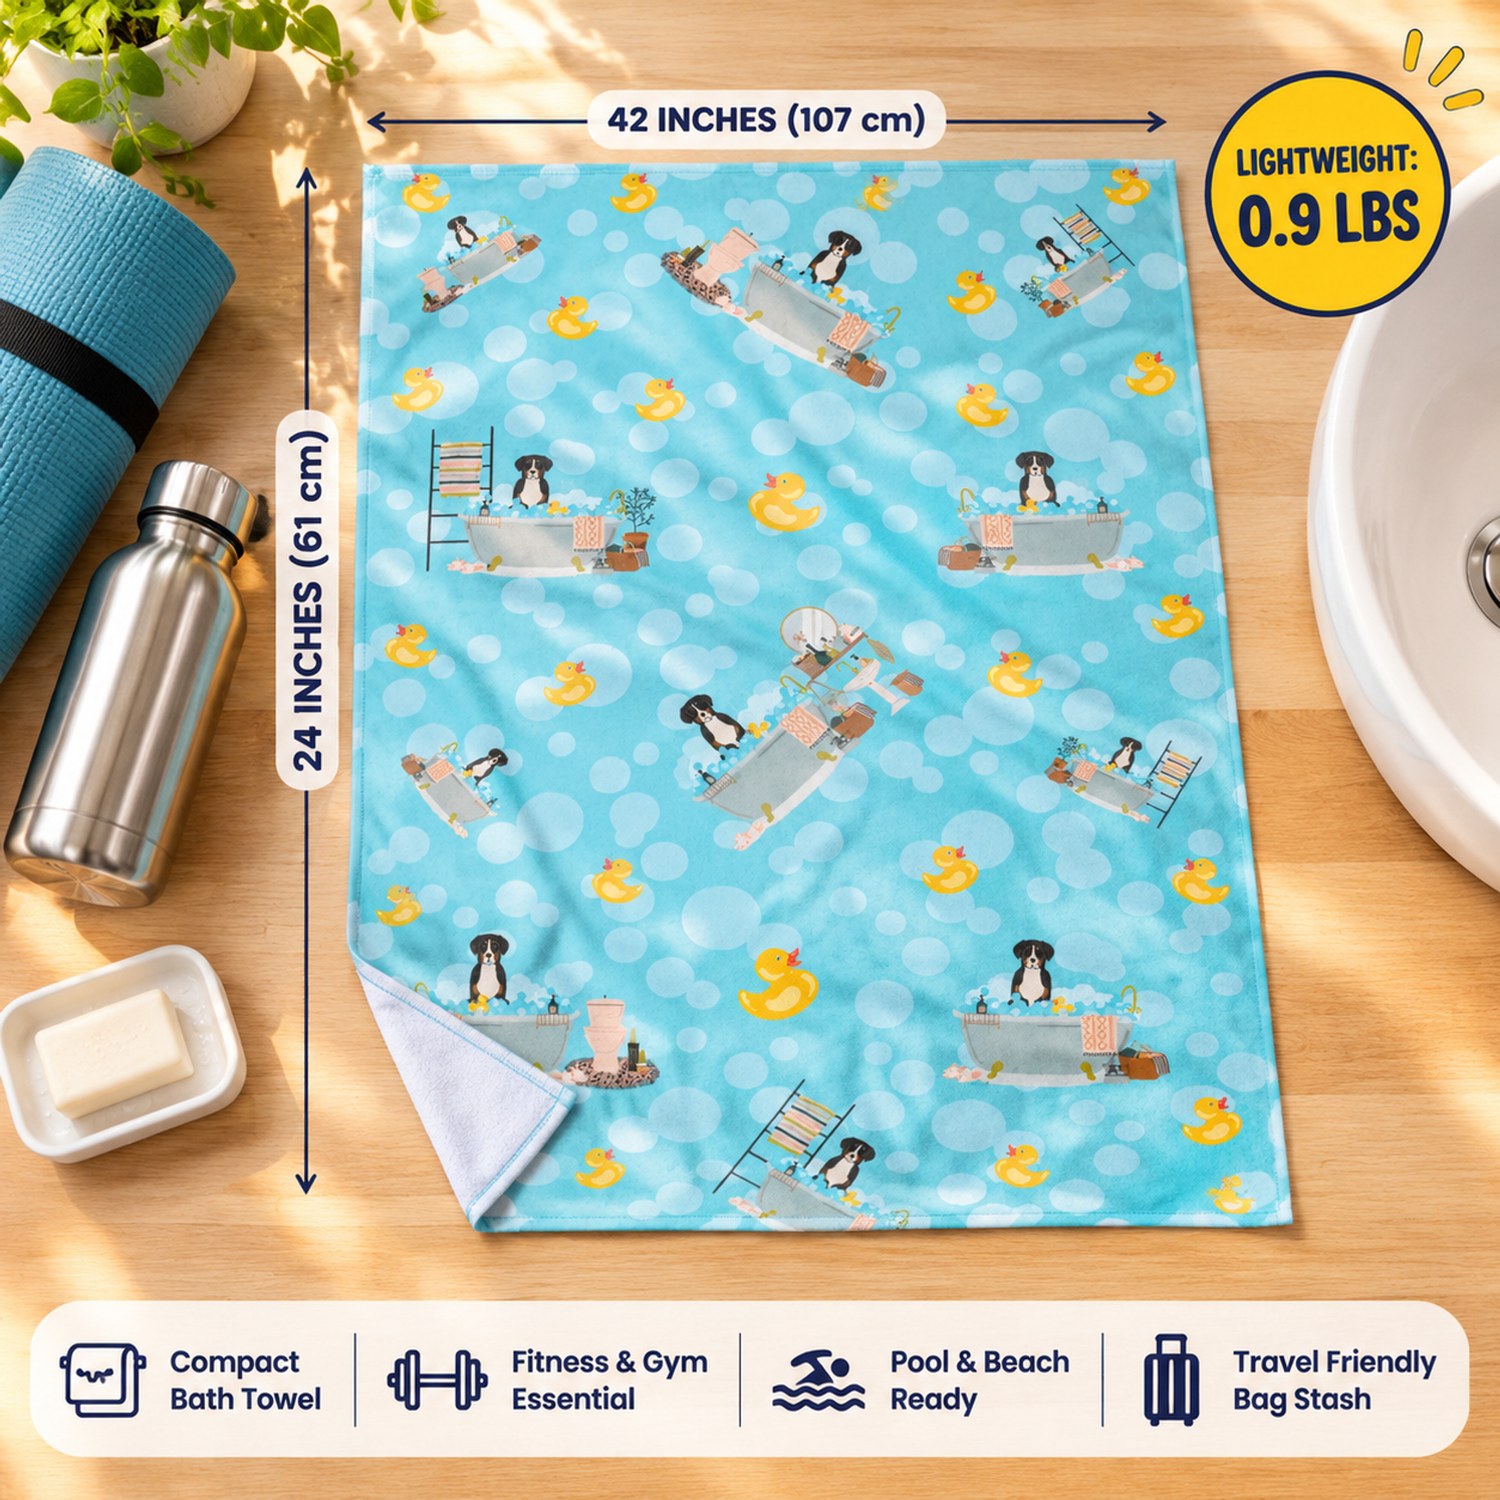 42 INCHES (107 cm)
LIGHTWEIGHT:
0.9 LBS
24 INCHES (61 cm)
Compact
Bath Towel
Fitness & Gym
Essential
Pool & Beach
Ready
Travel Friendly
Bag Stash